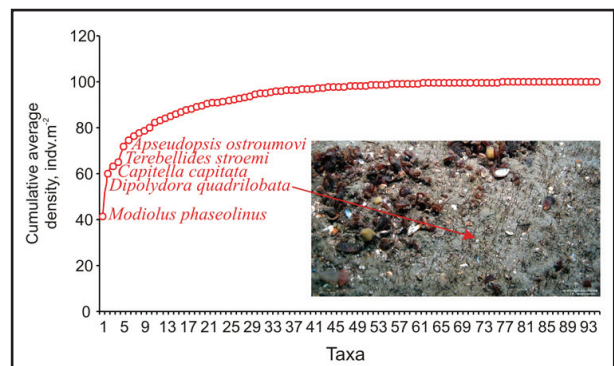 Cumulative average
density, indv.m⁻²
120
100
80
60
40
20
0
Apseudopsis ostroumovi
Terebellides stroemi
Capitella capitata
Dipolydora quadrilobata
Modiolus phaseolinus
1 5 9 13 17 21 25 29 33 37 41 45 49 53 57 61 65 69 73 77 81 85 89 93
Taxa